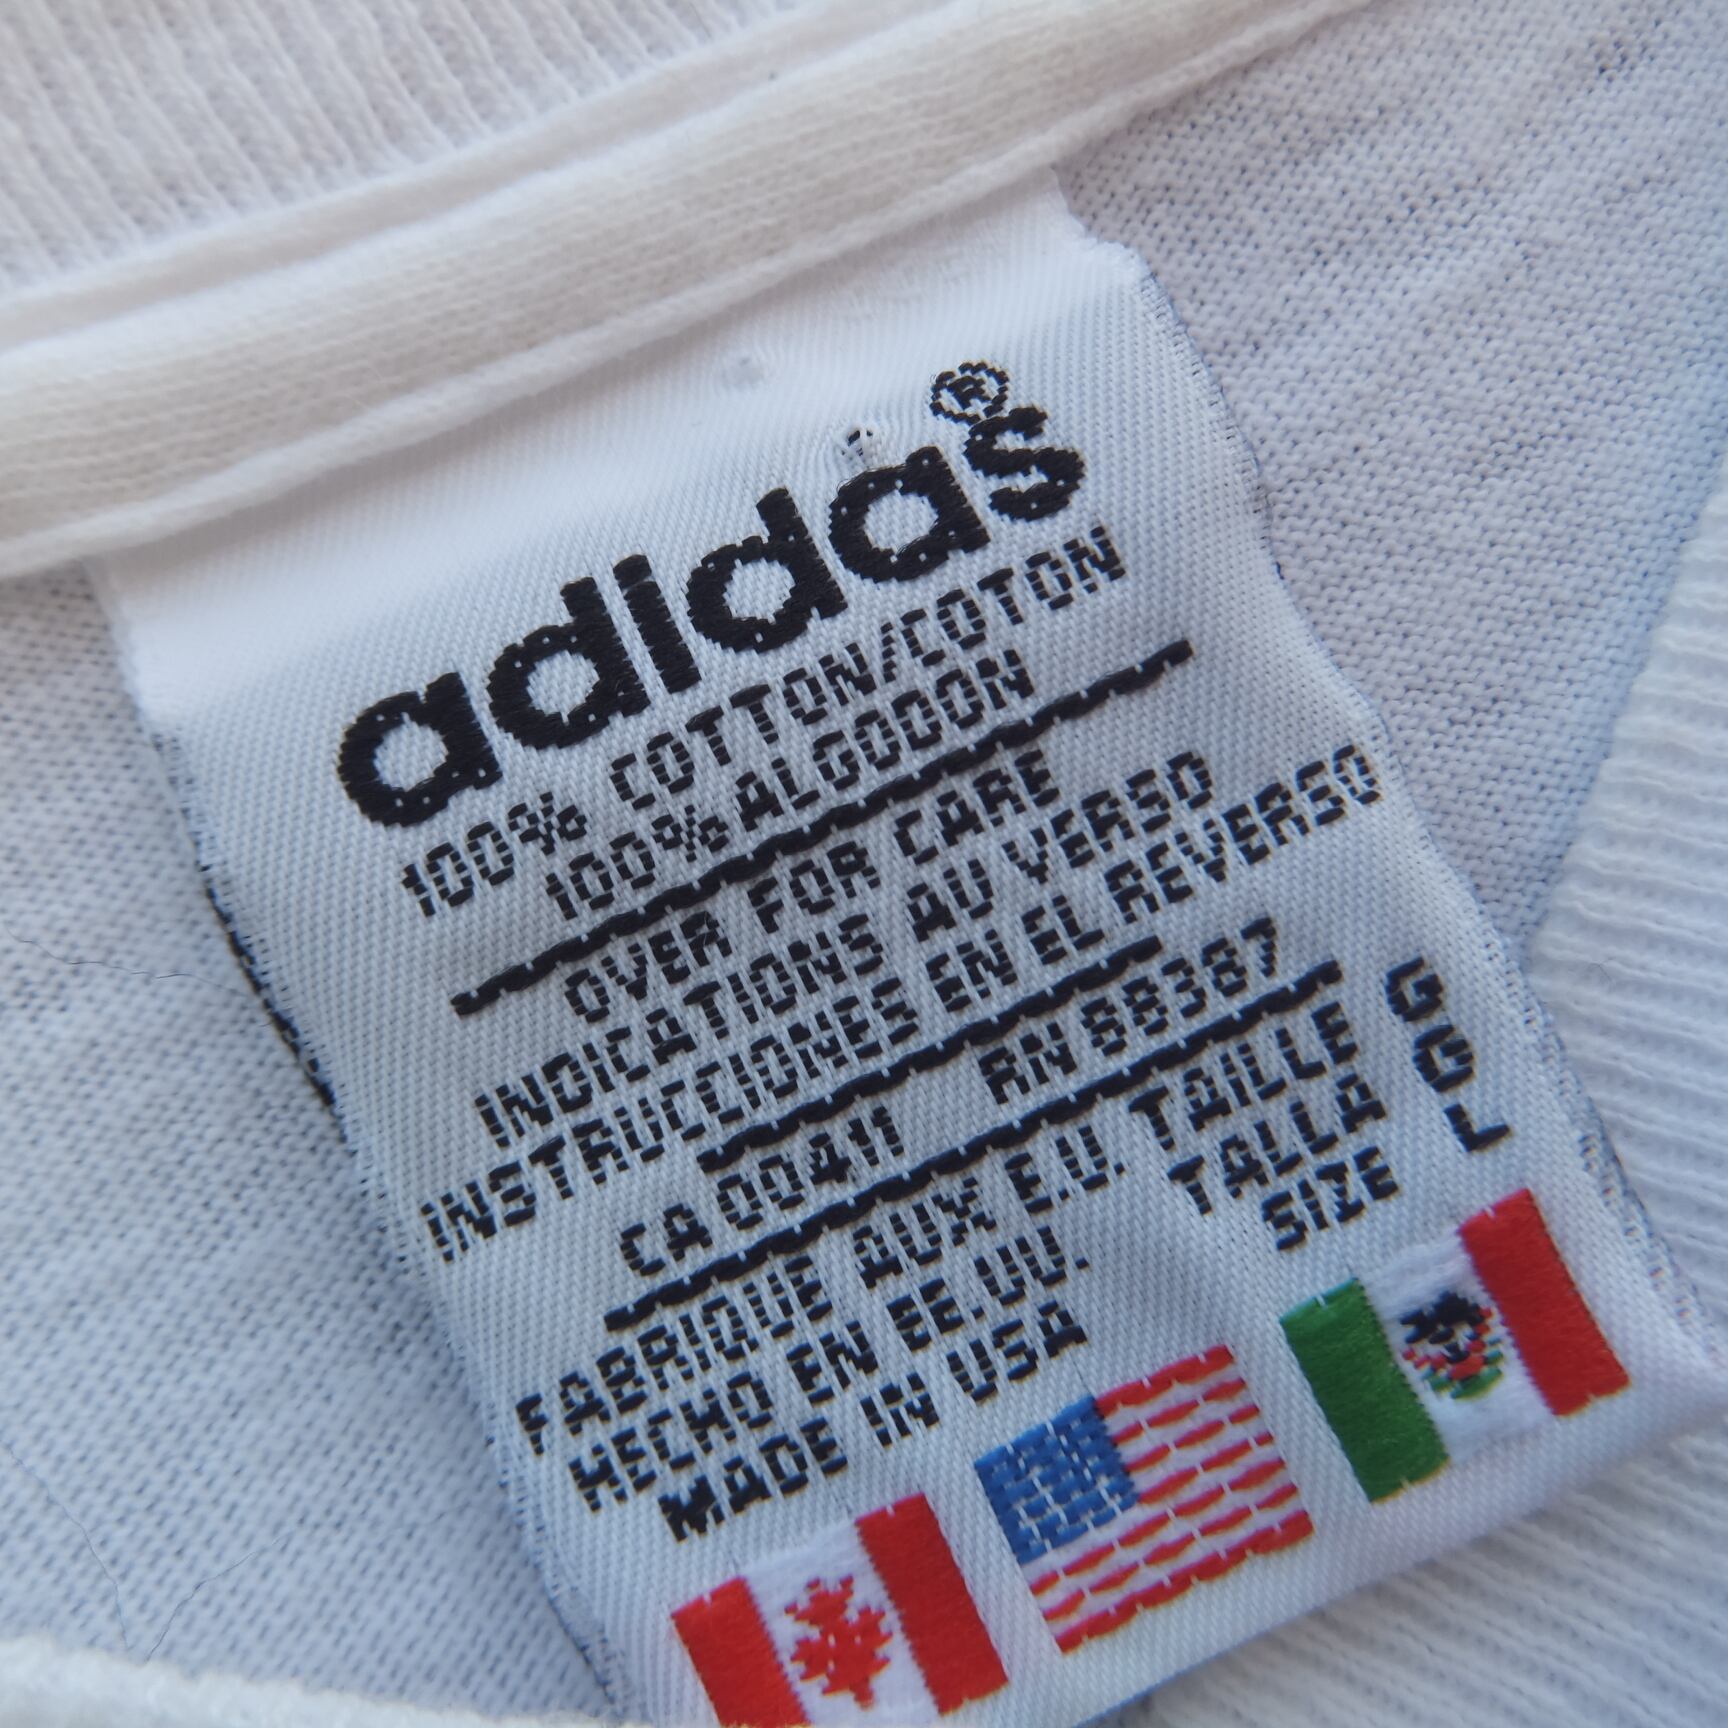 adidas®
100% COTTON/COTON
100% ALGODON
OVER FOR CARE
INDICATIONS AU VERSO
INSTRUCCIONES EN EL REVERSO
CA 00411 RN 88387
FABRIQUE AUX E.U. TAILLE G
HECHO EN EE.UU. TALLA G
MADE IN USA SIZE L